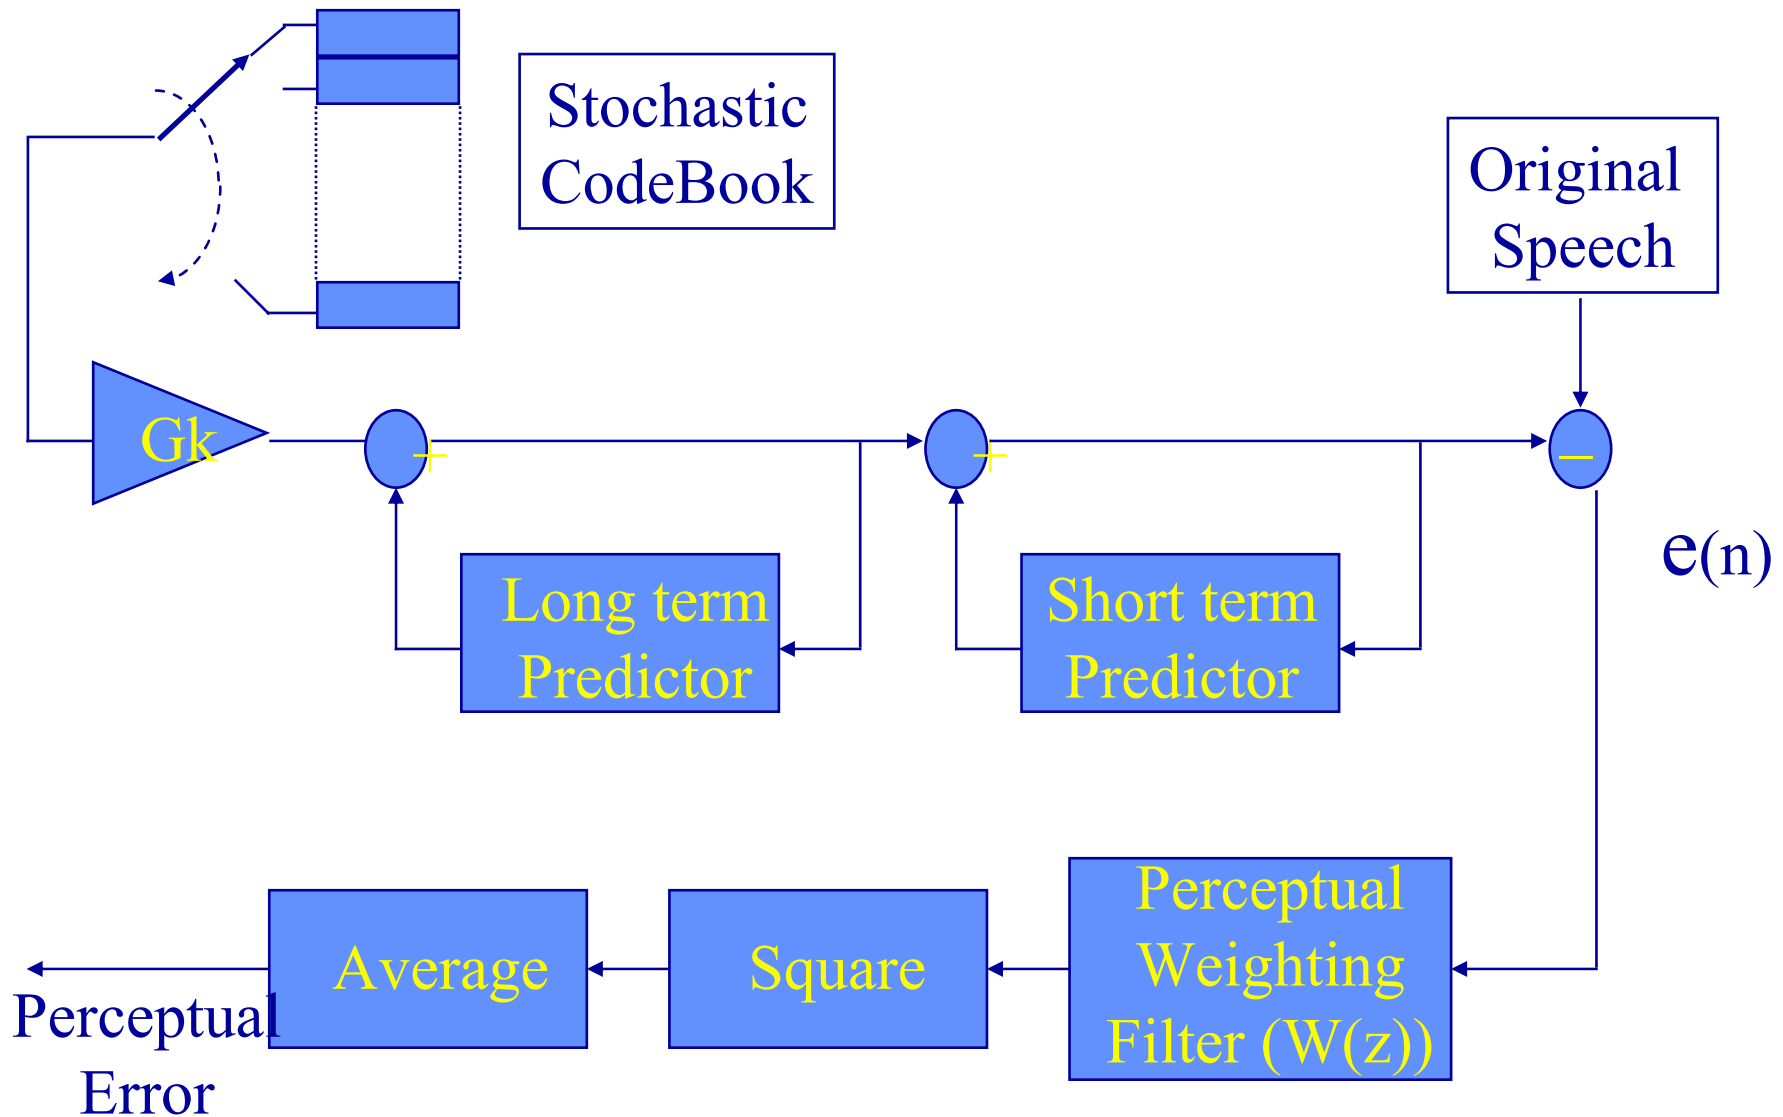 Stochastic
CodeBook
Original
Speech
Gk
+
+
–
e(n)
Long term
Predictor
Short term
Predictor
Perceptual
Weighting
Filter (W(z))
Square
Average
Perceptual
Error